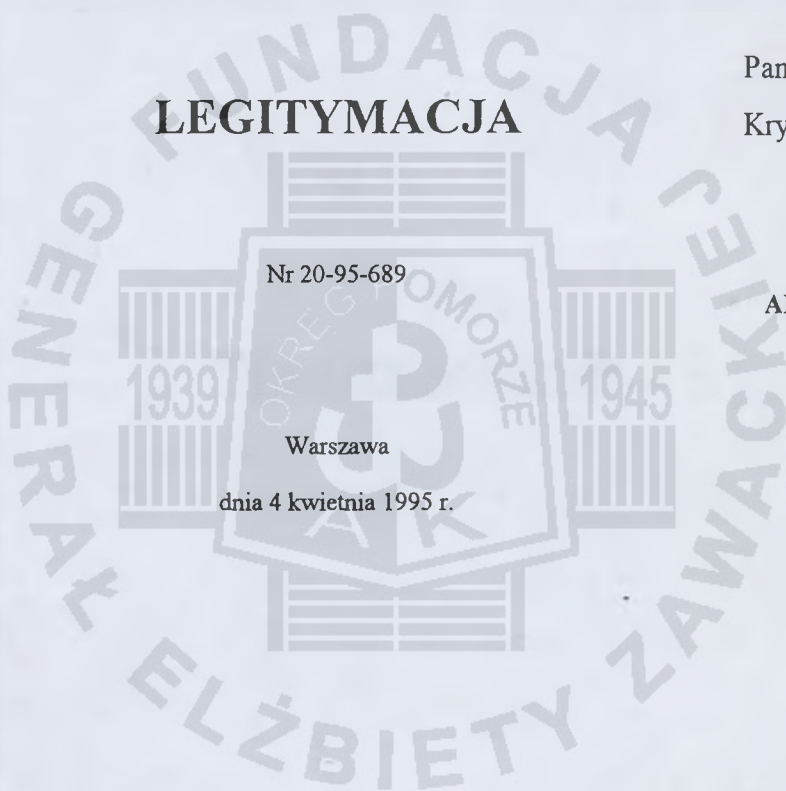 LEGITYMACJA
Nr 20-95-689
Warszawa
dnia 4 kwietnia 1995 r.
Pan
FUNDACJA GENERAŁ ELŻBIETY ZAWACKIEJ
OKRĘG POMORZE
1939
1945
AK